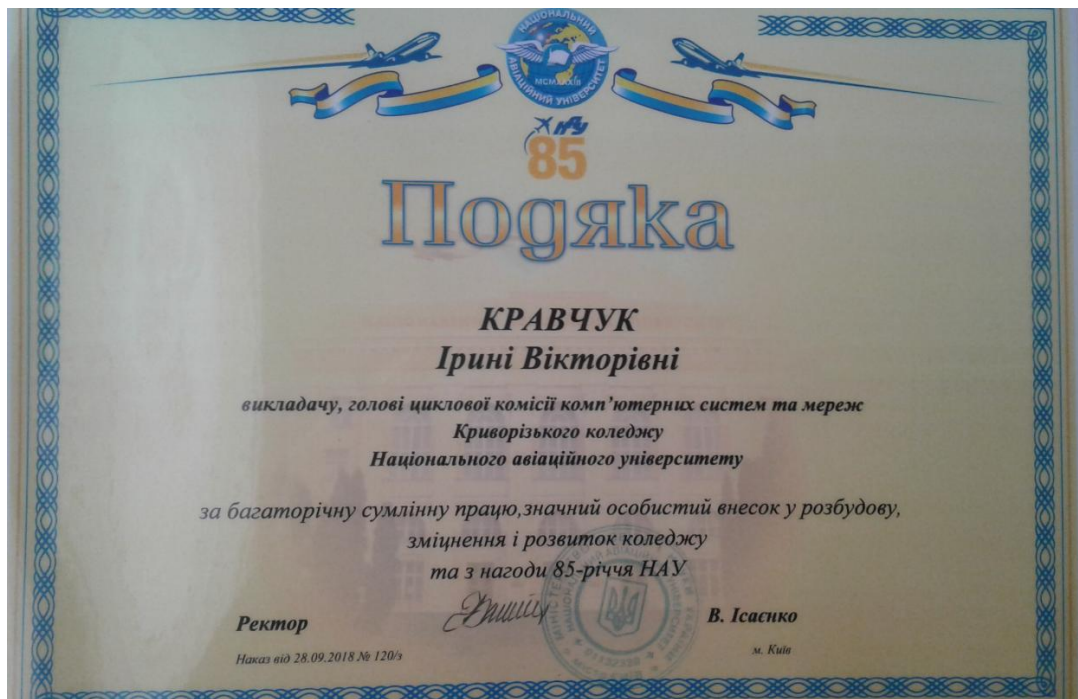 НАЦІОНАЛЬНИЙ
АВІАЦІЙНИЙ УНІВЕРСИТЕТ
НАУ
85
Подяка
КРАВЧУК
Ірині Вікторівні
викладачу, голові циклової комісії комп’ютерних систем та мереж
Криворізького коледжу
Національного авіаційного університету
за багаторічну сумлінну працю,значний особистий внесок у розбудову,
зміцнення і розвиток коледжу
та з нагоди 85-річчя НАУ
Ректор
В. Ісаєнко
Наказ від 28.09.2018 № 120/з
м. Київ